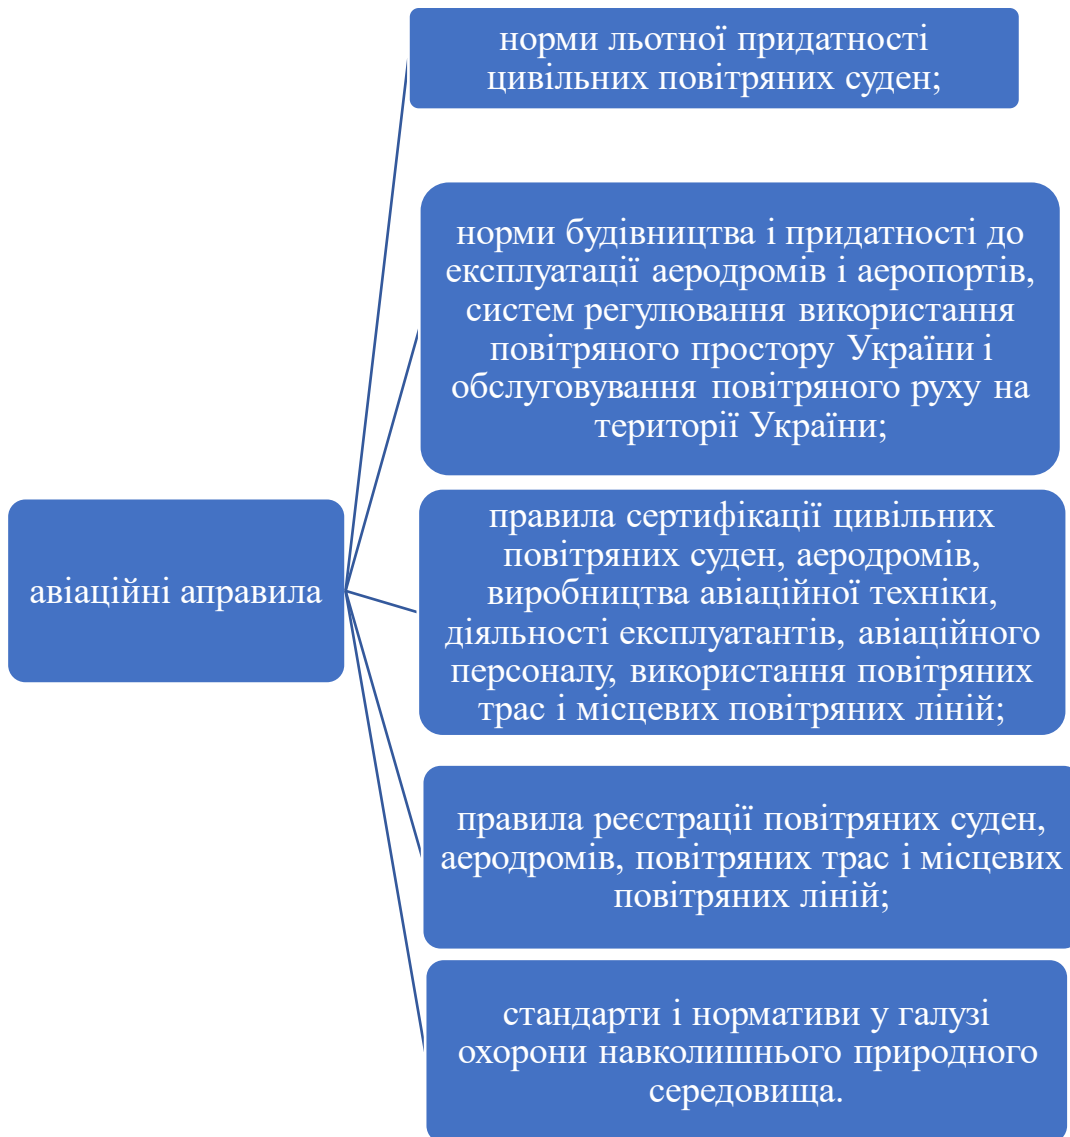 норми льотної придатності
цивільних повітряних суден;
норми будівництва і придатності до
експлуатації аеродромів і аеропортів,
систем регулювання використання
повітряного простору України і
обслуговування повітряного руху на
території України;
авіаційні аправила
правила сертифікації цивільних
повітряних суден, аеродромів,
виробництва авіаційної техніки,
діяльності експлуатантів, авіаційного
персоналу, використання повітряних
трас і місцевих повітряних ліній;
правила реєстрації повітряних суден,
аеродромів, повітряних трас і місцевих
повітряних ліній;
стандарти і нормативи у галузі
охорони навколишнього природного
середовища.